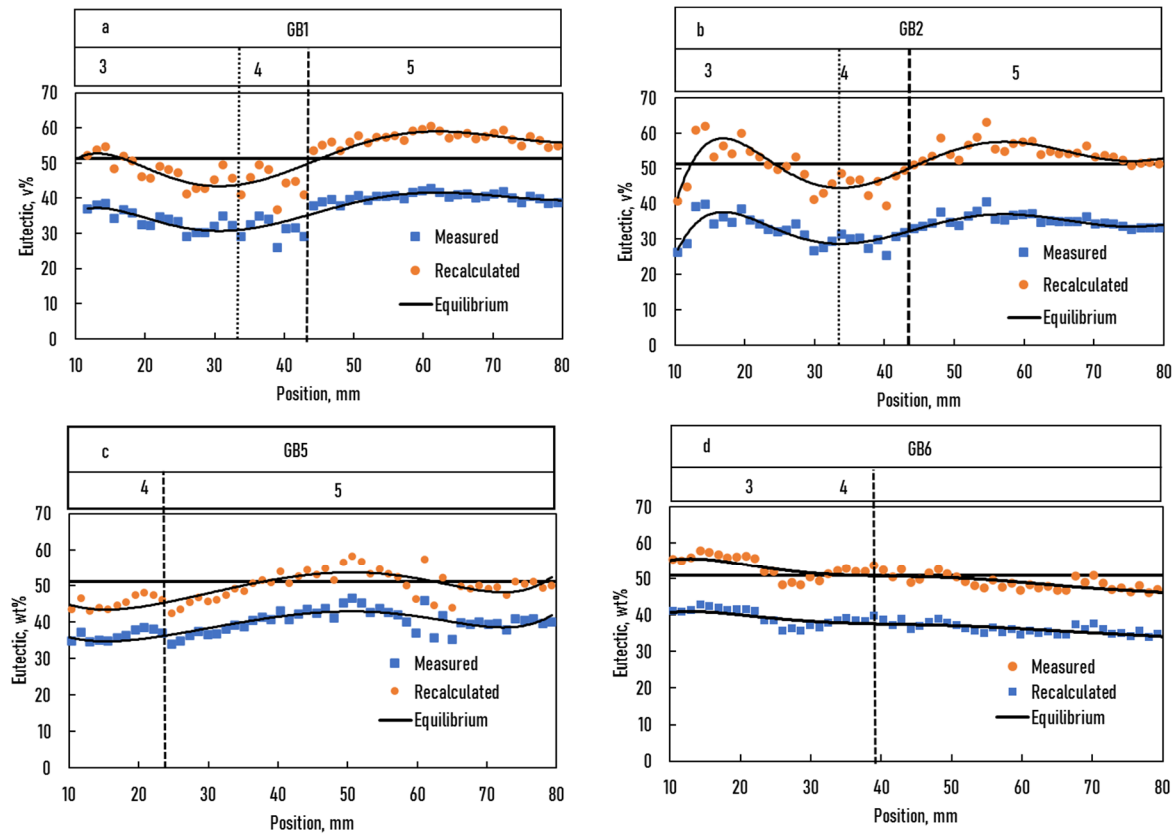 a GB1
3 4 5
70
60
50
40
30
20
10
0
Eutectic, v%
Measured
Recalculated
Equilibrium
10 20 30 40 50 60 70 80
Position, mm
b GB2
3 4 5
70
60
50
40
30
20
10
0
Eutectic, v%
Measured
Recalculated
Equilibrium
10 20 30 40 50 60 70 80
Position, mm
c GB5
4 5
70
60
50
40
30
20
10
0
Eutectic, wt%
Measured
Recalculated
Equilibrium
10 20 30 40 50 60 70 80
Position, mm
d GB6
3 4
70
60
50
40
30
20
10
0
Eutectic, wt%
Measured
Recalculated
Equilibrium
10 20 30 40 50 60 70 80
Position, mm